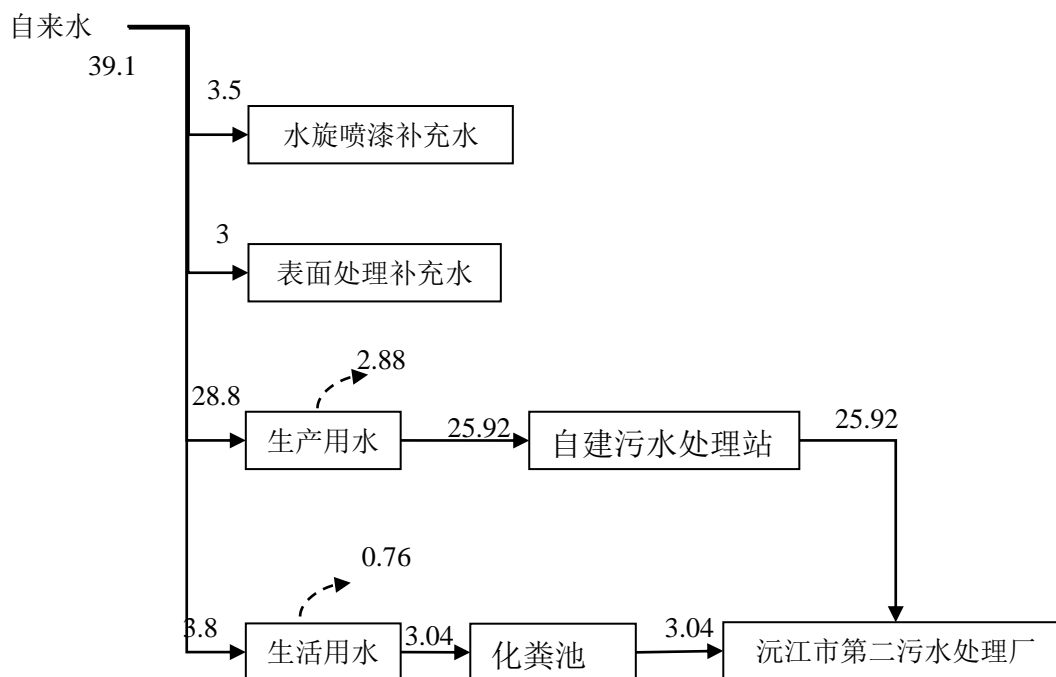 自来水
39.1
3.5
水旋喷漆补充水
3
表面处理补充水
2.88
28.8
生产用水
25.92
自建污水处理站
25.92
0.76
3.8
生活用水
3.04
化粪池
3.04
沅江市第二污水处理厂